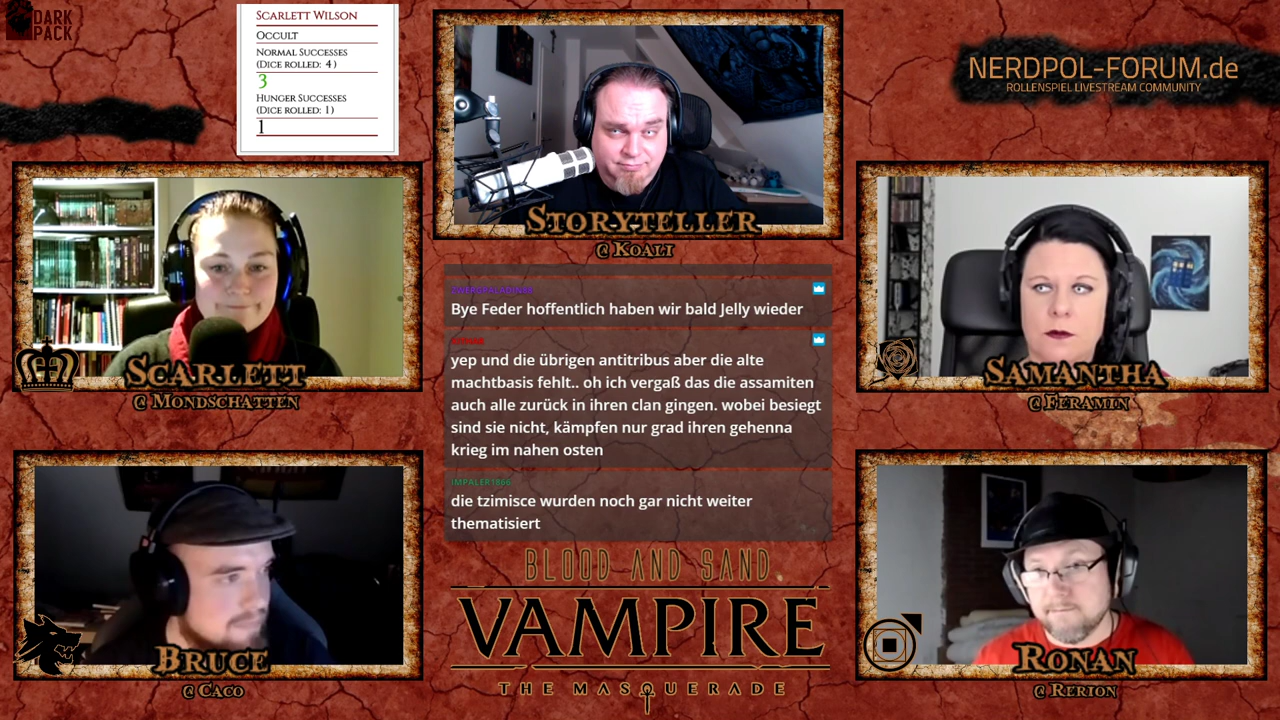 DARK
PACK
SCARLETT WILSON
OCCULT
NORMAL SUCCESSES
(DICE ROLLED: 4)
3
HUNGER SUCCESSES
(DICE ROLLED: 1)
1
NERDPOL-FORUM.de
ROLLENSPIEL LIVESTREAM COMMUNITY
STORYTELLER
@ KOALI
SCARLETT
@ MONDSCHATTEN
SAMANTHA
@ FERAMIN
Bye Feder hoffentlich haben wir bald Jelly wieder
yep und die übrigen antitribus aber die alte
machtbasis fehlt.. oh ich vergaß das die assamiten
auch alle zurück in ihren clan gingen. wobei besiegt
sind sie nicht, kämpfen nur grad ihren gehenna
krieg im nahen osten
IMPALER1666
die tzimisce wurden noch gar nicht weiter
thematisiert
BRUCE
@ CACO
RONAN
@ RERION
BLOOD AND SAND
VAMPIRE
THE MASQUERADE